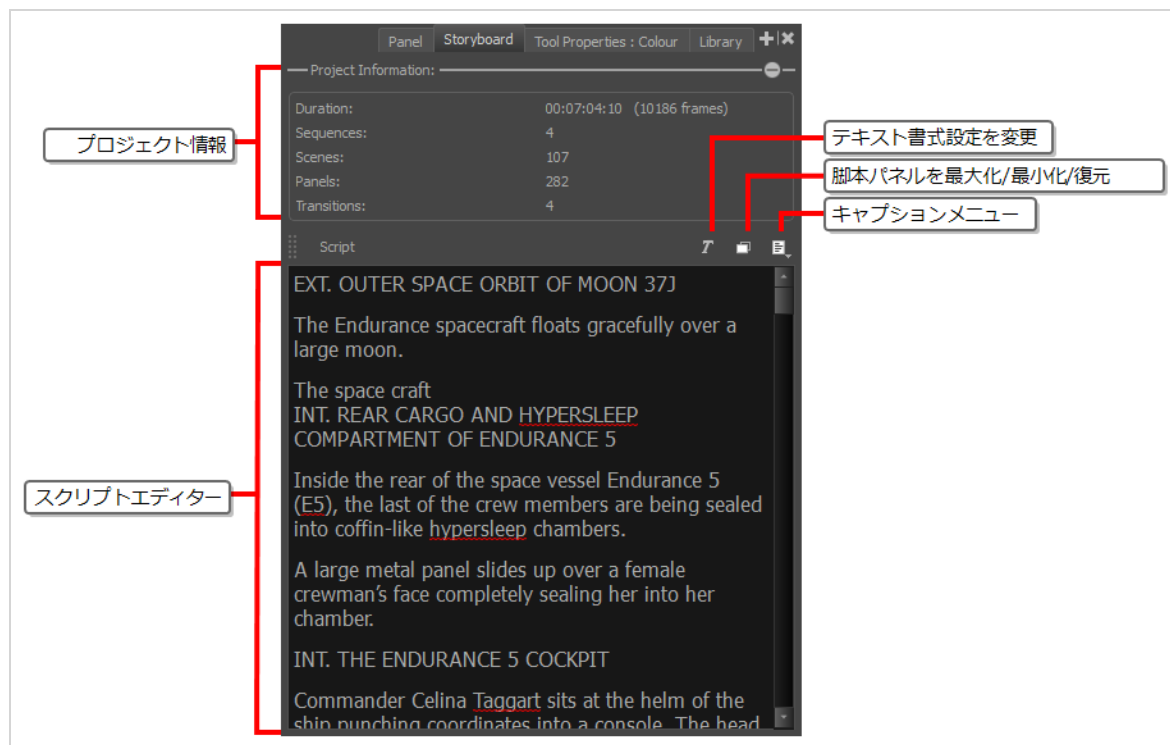 Panel Storyboard Tool Properties : Colour Library
Project Information:
Duration: 00:07:04:10 (10186 frames)
Sequences: 4
Scenes: 107
Panels: 282
Transitions: 4
プロジェクト情報
テキスト書式設定を変更
脚本パネルを最大化/最小化/復元
キャプションメニュー
Script
EXT. OUTER SPACE ORBIT OF MOON 37J
The Endurance spacecraft floats gracefully over a
large moon.
The space craft
INT. REAR CARGO AND HYPERSLEEP
COMPARTMENT OF ENDURANCE 5
Inside the rear of the space vessel Endurance 5
(E5), the last of the crew members are being sealed
into coffin-like hypersleep chambers.
A large metal panel slides up over a female
crewman’s face completely sealing her into her
chamber.
INT. THE ENDURANCE 5 COCKPIT
Commander Celina Taggart sits at the helm of the
ship punching coordinates into a console. The head
スクリプトエディター